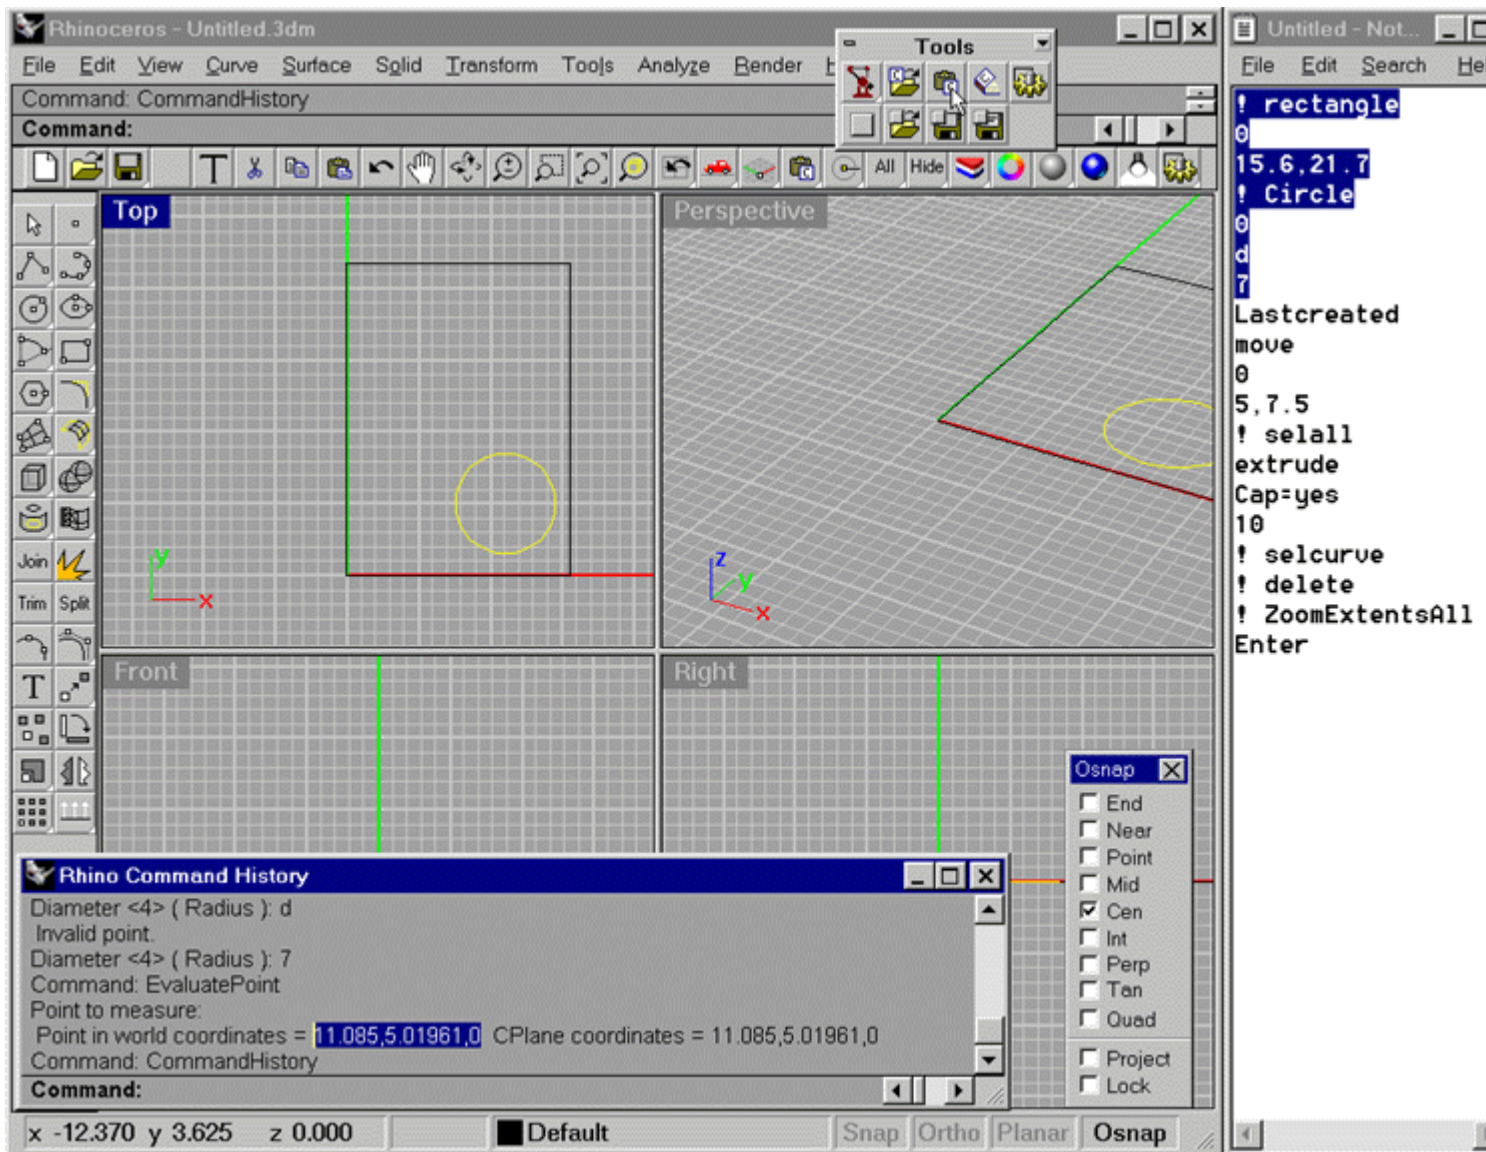 Rhinoceros - Untitled.3dm
File Edit View Curve Surface Solid Transform Tools Analyze Render H
Command: CommandHistory
Command:
Tools
T All Hide
Top
y
x
Perspective
z
y
x
Front
Right
Join
Trim Split
T
Osnap
End
Near
Point
Mid
Cen
Int
Perp
Tan
Quad
Project
Lock
Rhino Command History
Diameter <4> ( Radius ): d
Invalid point.
Diameter <4> ( Radius ): 7
Command: EvaluatePoint
Point to measure:
Point in world coordinates = 11.085,5.01961,0 CPlane coordinates = 11.085,5.01961,0
Command: CommandHistory
Command:
x -12.370 y 3.625 z 0.000 Default Snap Ortho Planar Osnap
Untitled - Not...
File Edit Search Hel
! rectangle
0
15.6,21.7
! Circle
0
d
7
Lastcreated
move
0
5,7.5
! selall
extrude
Cap=yes
10
! selcurve
! delete
! ZoomExtentsAll
Enter